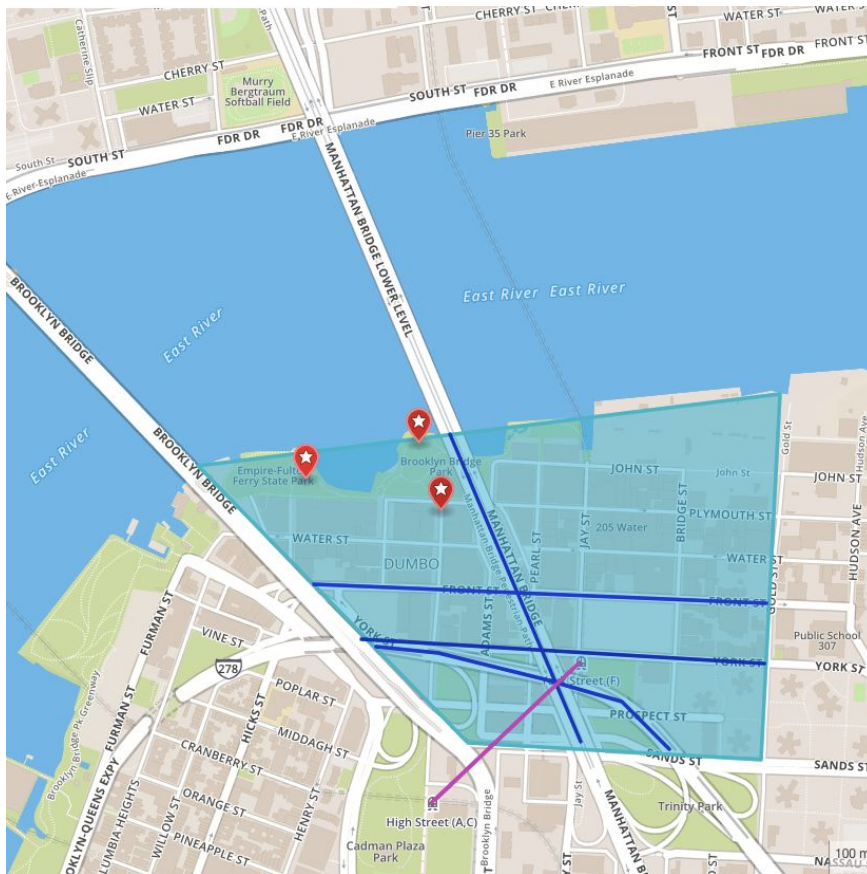 CHERRY ST
WATER ST
Path
Catherine Slip
FRONT ST
FRONT ST
FDR DR
FDR DR
CHERRY ST
Murry
Bergtraum
Softball Field
WATER ST
SOUTH ST
FDR DR
E River Esplanade
FDR DR
FDR DR
E River Esplanade
Pier 35 Park
SOUTH ST
South St
E River Esplanade
MANHATTAN BRIDGE LOWER LEVEL
BROOKLYN BRIDGE
East River
East River
East River
East River
BROOKLYN BRIDGE
Gold St
Hudson Ave
Empire-Fulton
Ferry State Park
Brooklyn Bridge
Park
JOHN ST
John St
JOHN ST
Manhattan Bridge Pedestrian Path
MANHATTAN BRIDGE
PEARL ST
JAY ST
205 Water
BRIDGE ST
PLYMOUTH ST
HUDSON AVE
WATER ST
WATER ST
DUMBO
GOLD ST
FRONT ST
FRONT ST
FURMAN ST
YORK ST
ADAMS ST
Public School
307
VINE ST
YORK ST
YORK ST
278
POPLAR ST
PROSPECT ST
Brooklyn Bridge Pk Greenway
FURMAN ST
HICKS ST
MIDDAGH ST
CRANBERRY ST
SANDS ST
SANDS ST
ORANGE ST
HENRY ST
WILLOW ST
PINEAPPLE ST
High Street (A,C)
Cadman Plaza
Park
Brooklyn Bridge
Jay St
MANHATTAN
Trinity Park
100 m